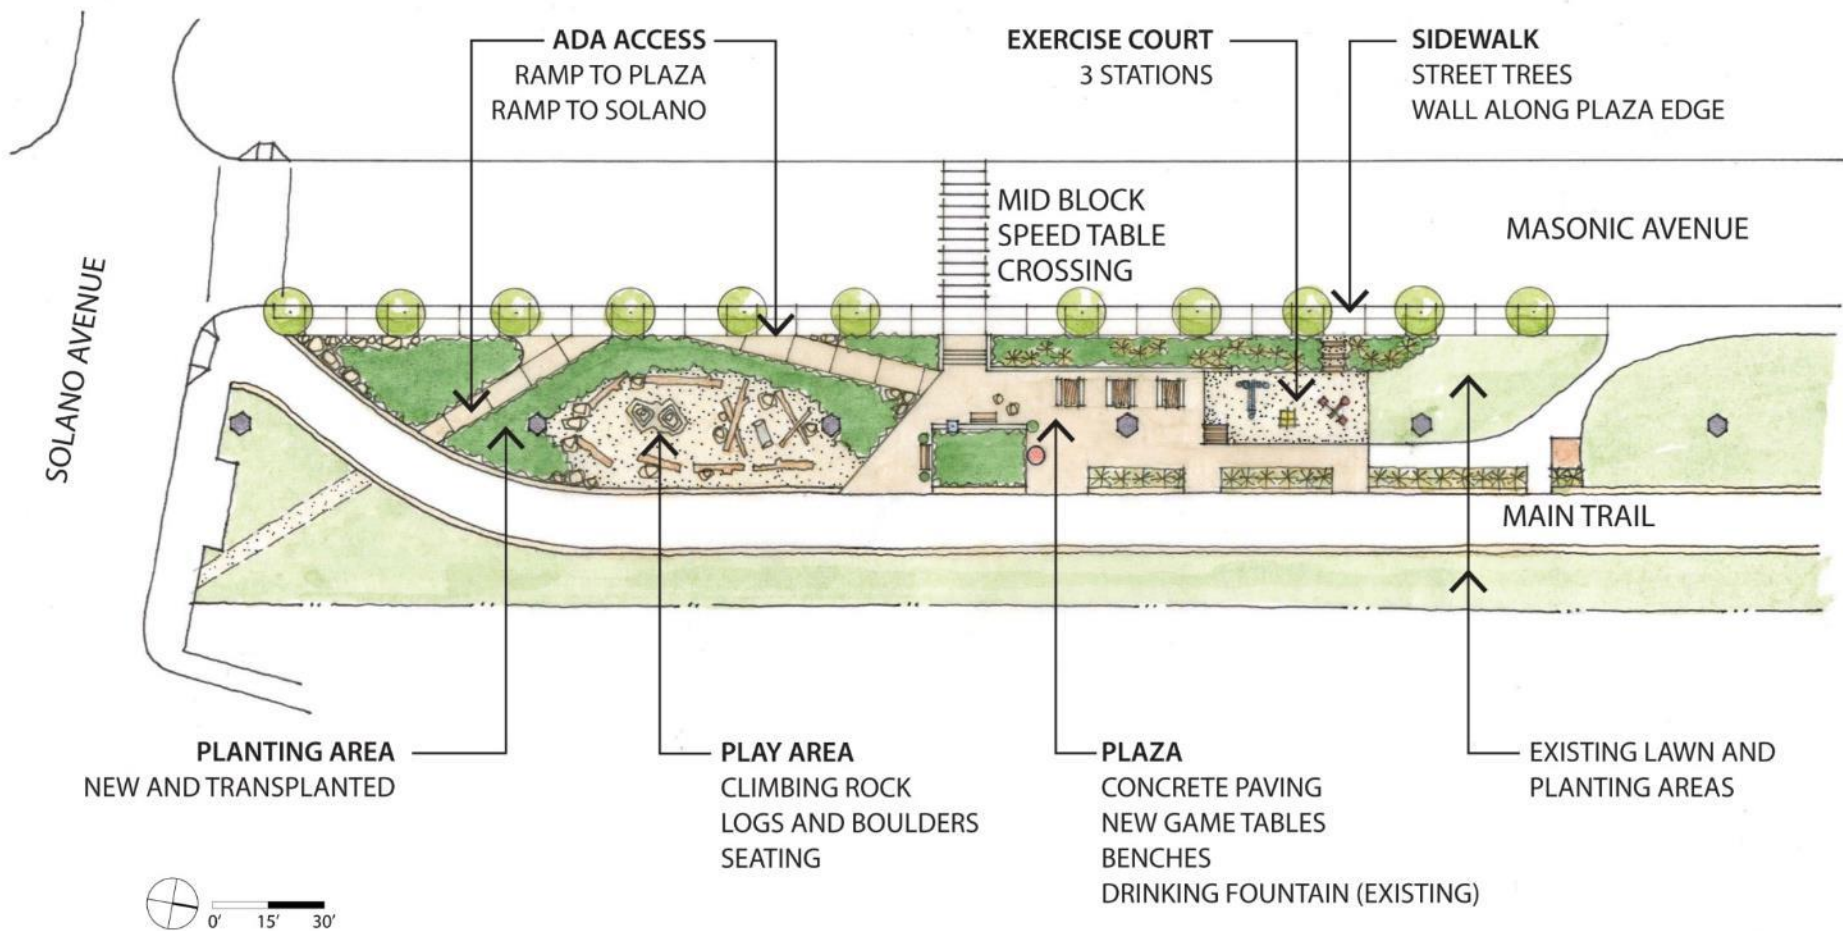 ADA ACCESS
RAMP TO PLAZA
RAMP TO SOLANO
EXERCISE COURT
3 STATIONS
SIDEWALK
STREET TREES
WALL ALONG PLAZA EDGE
MID BLOCK
SPEED TABLE
CROSSING
MASONIC AVENUE
SOLANO AVENUE
MAIN TRAIL
PLANTING AREA
NEW AND TRANSPLANTED
PLAY AREA
CLIMBING ROCK
LOGS AND BOULDERS
SEATING
PLAZA
CONCRETE PAVING
NEW GAME TABLES
BENCHES
DRINKING FOUNTAIN (EXISTING)
EXISTING LAWN AND
PLANTING AREAS
0' 15' 30'